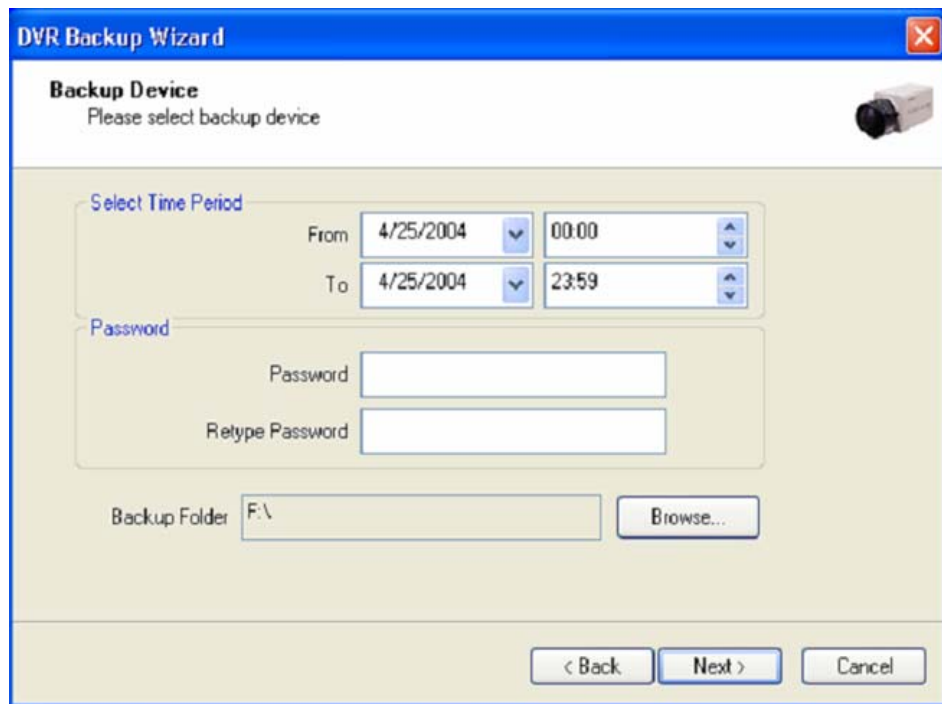 DVR Backup Wizard
Backup Device
Please select backup device
Select Time Period
From 4/25/2004 00:00
To 4/25/2004 23:59
Password
Password
Retype Password
Backup Folder F:\
Browse...
< Back Next > Cancel